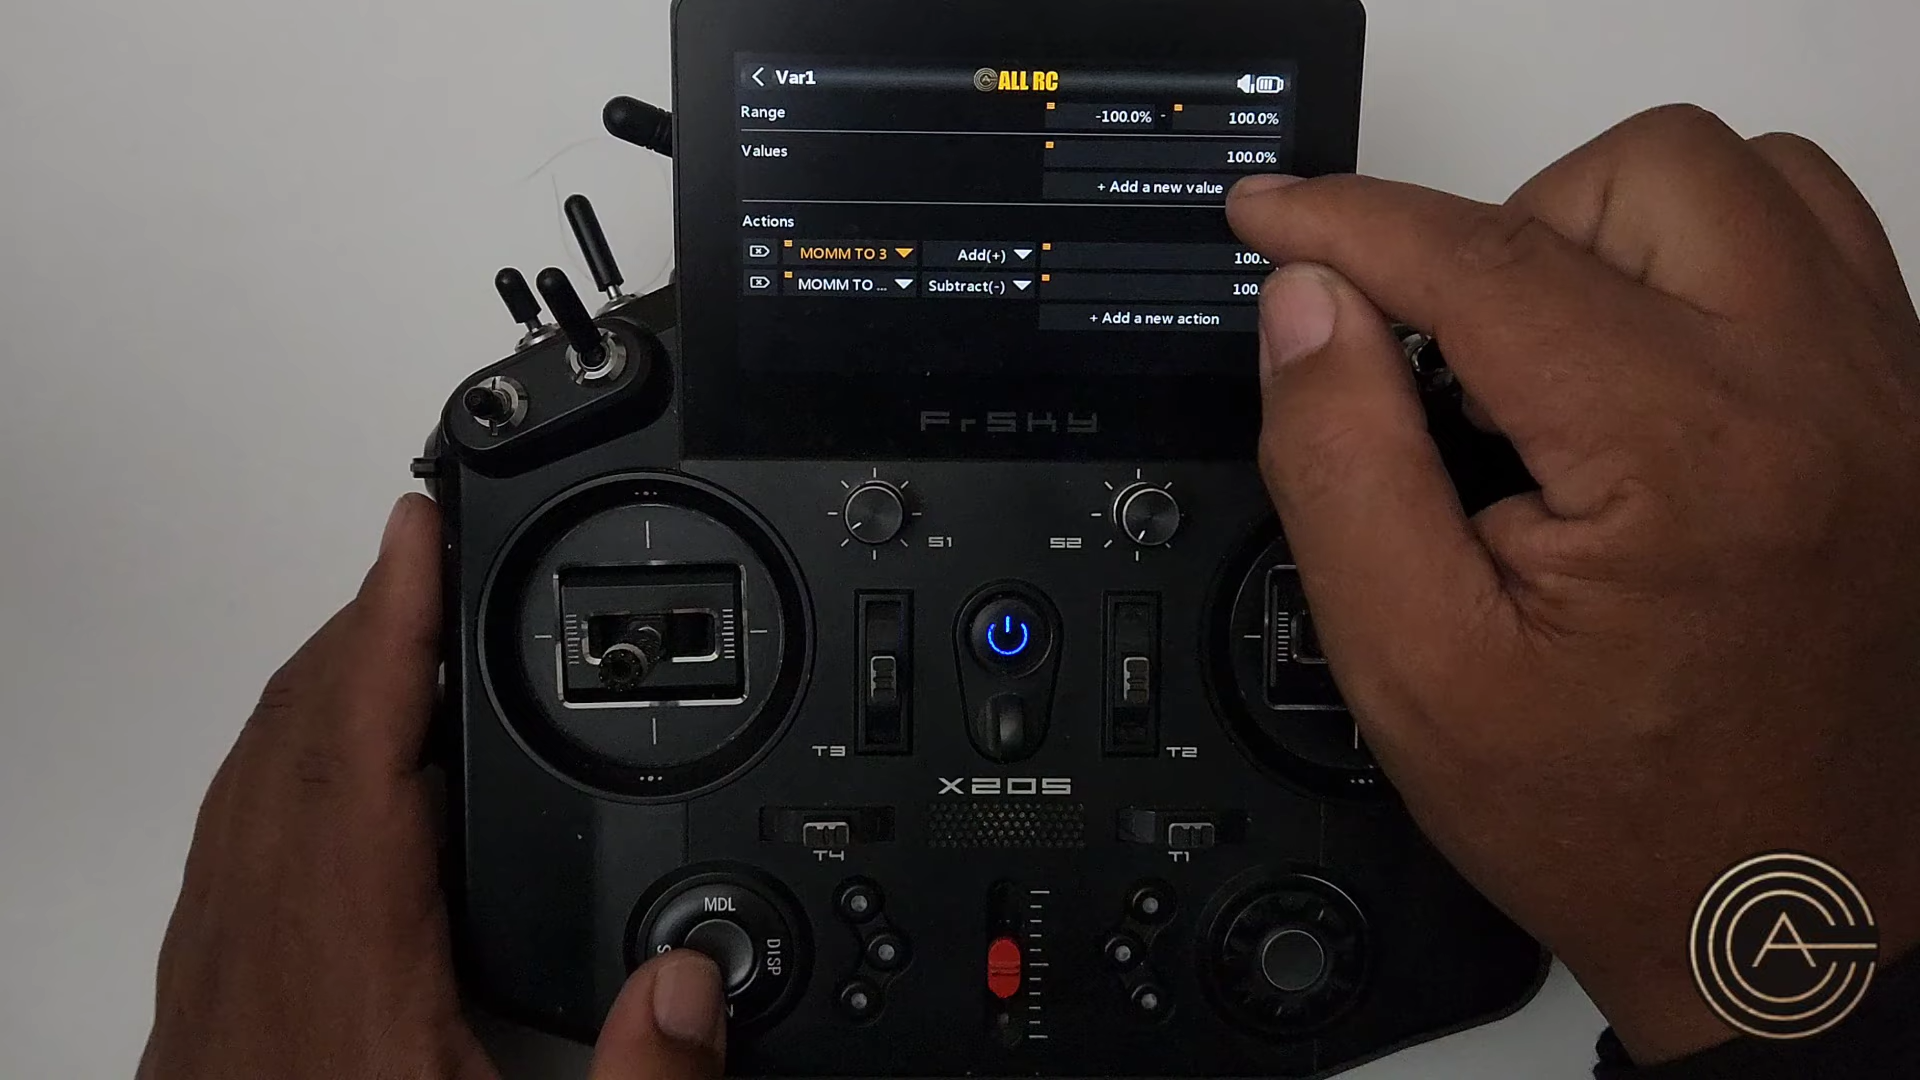 Var1
ALL RC
Range
-100.0% - 100.0%
Values
100.0%
+ Add a new value
Actions
MOMM TO 3 Add(+)
MOMM TO ... Subtract(-)
+ Add a new action
FrSKY
S1
S2
T3
T2
X20S
T4
T1
MDL
DISP